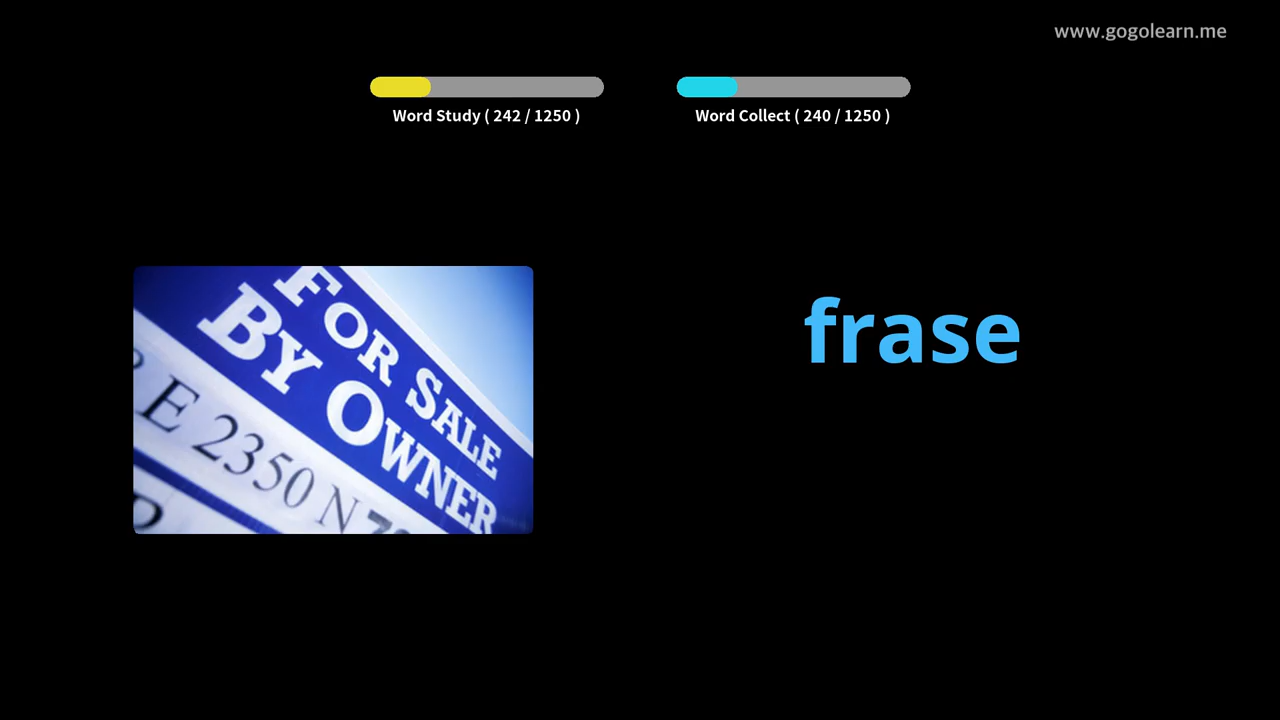 www.gogolearn.me
Word Study ( 242 / 1250 )
Word Collect ( 240 / 1250 )
FOR SALE
BY OWNER
E 2350 N
frase